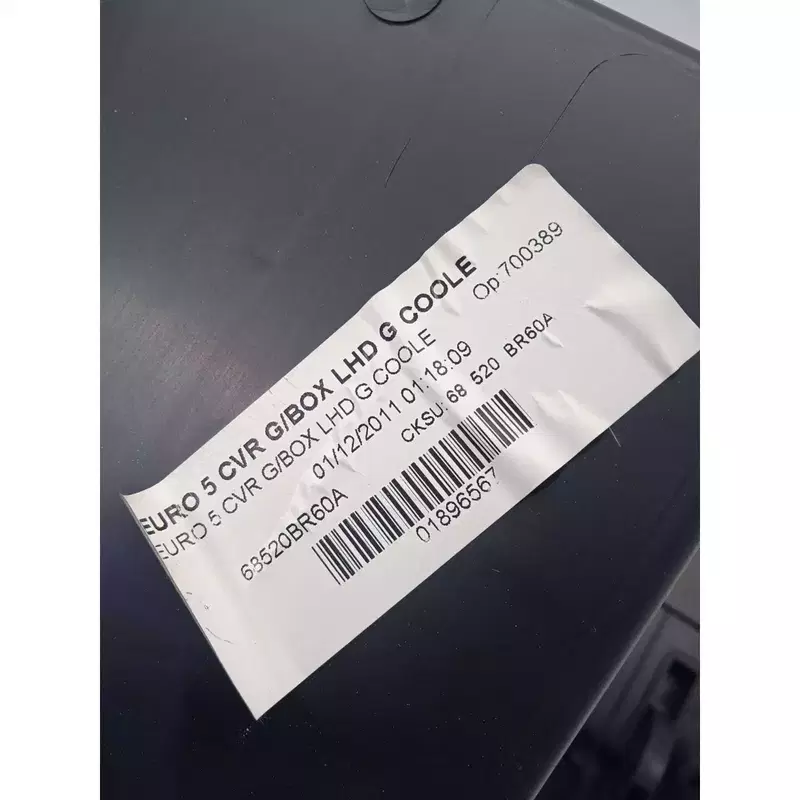 EURO 5 CVR G/BOX LHD G COOLE
EURO 5 CVR G/BOX LHD G COOLE
Op:700389
01/12/2011 01:18:09
68520BR60A
CKSU: 68 520 BR60A
01896567